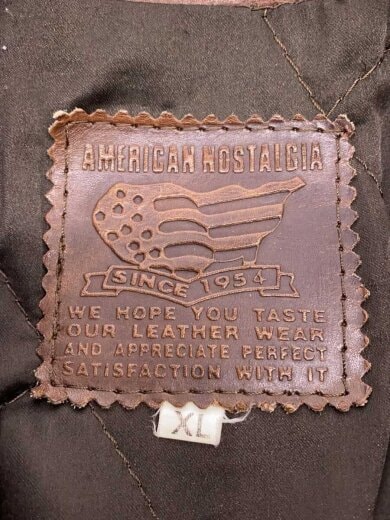 AMERICAN NOSTALGIA
SINCE 1954
WE HOPE YOU TASTE
OUR LEATHER WEAR
AND APPRECIATE PERFECT
SATISFACTION WITH IT
XL